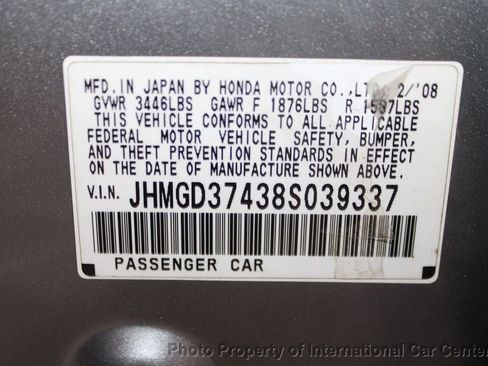 MFD. IN JAPAN BY HONDA MOTOR CO., LTD. 2/'08
GVWR 3446LBS GAWR F 1876LBS R 1587LBS
THIS VEHICLE CONFORMS TO ALL APPLICABLE
FEDERAL MOTOR VEHICLE SAFETY, BUMPER,
AND THEFT PREVENTION STANDARDS IN EFFECT
ON THE DATE OF MANUFACTURE SHOWN ABOVE.
V.I.N. JHMGD37438S039337
PASSENGER CAR
Photo Property of International Car Center